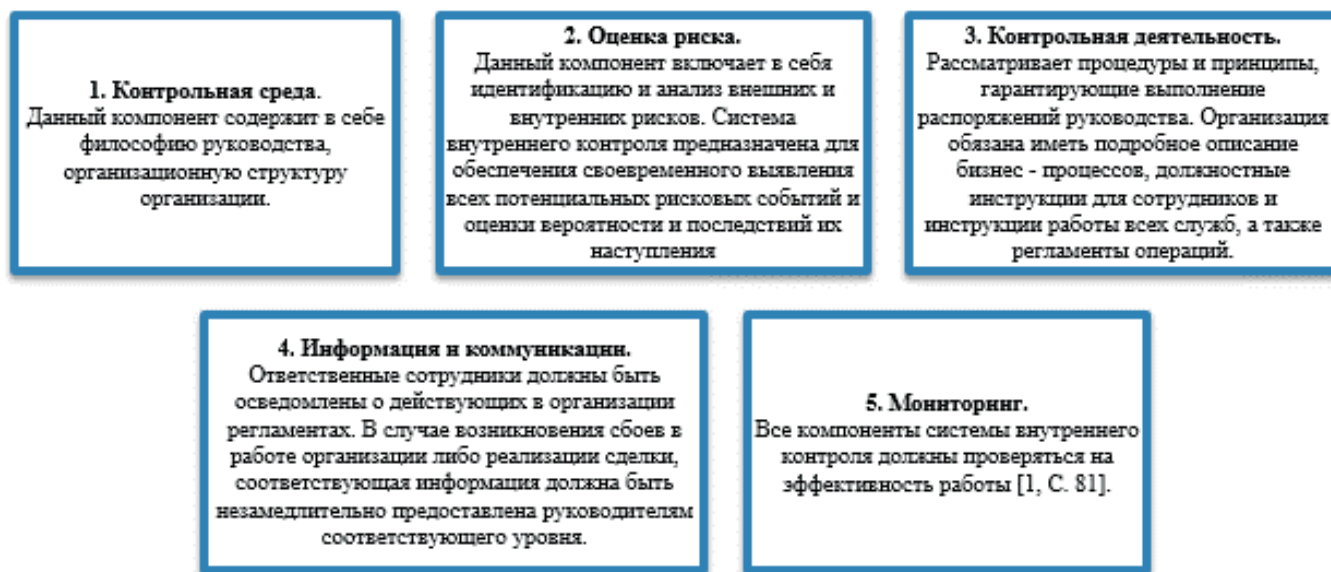 1. Контрольная среда.
Данный компонент содержит в себе
философию руководства,
организационную структуру
организации.
2. Оценка риска.
Данный компонент включает в себя
идентификацию и анализ внешних и
внутренних рисков. Система
внутреннего контроля предназначена для
обеспечения своевременного выявления
всех потенциальных рисковых событий и
оценки вероятности и последствий их
наступления
3. Контрольная деятельность.
Рассматривает процедуры и принципы,
гарантирующие выполнение
распоряжений руководства. Организация
обязана иметь подробное описание
бизнес - процессов, должностные
инструкции для сотрудников и
инструкции работы всех служб, а также
регламенты операций.
4. Информация и коммуникации.
Ответственные сотрудники должны быть
осведомлены о действующих в организации
регламентах. В случае возникновения сбоев в
работе организации либо реализации сделки,
соответствующая информация должна быть
незамедлительно предоставлена руководителям
соответствующего уровня.
5. Мониторинг.
Все компоненты системы внутреннего
контроля должны проверяться на
эффективность работы [1, С. 81].